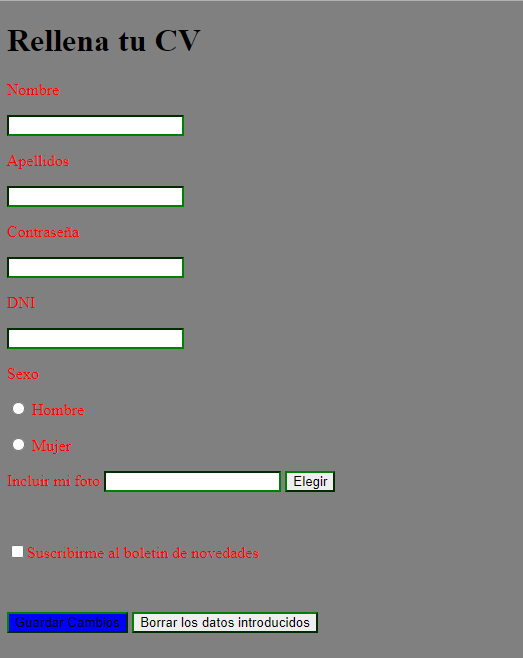 Rellena tu CV
Nombre
Apellidos
Contraseña
DNI
Sexo
Hombre
Mujer
Incluir mi foto Elegir
Suscribirme al boletin de novedades
Guardar Cambios Borrar los datos introducidos